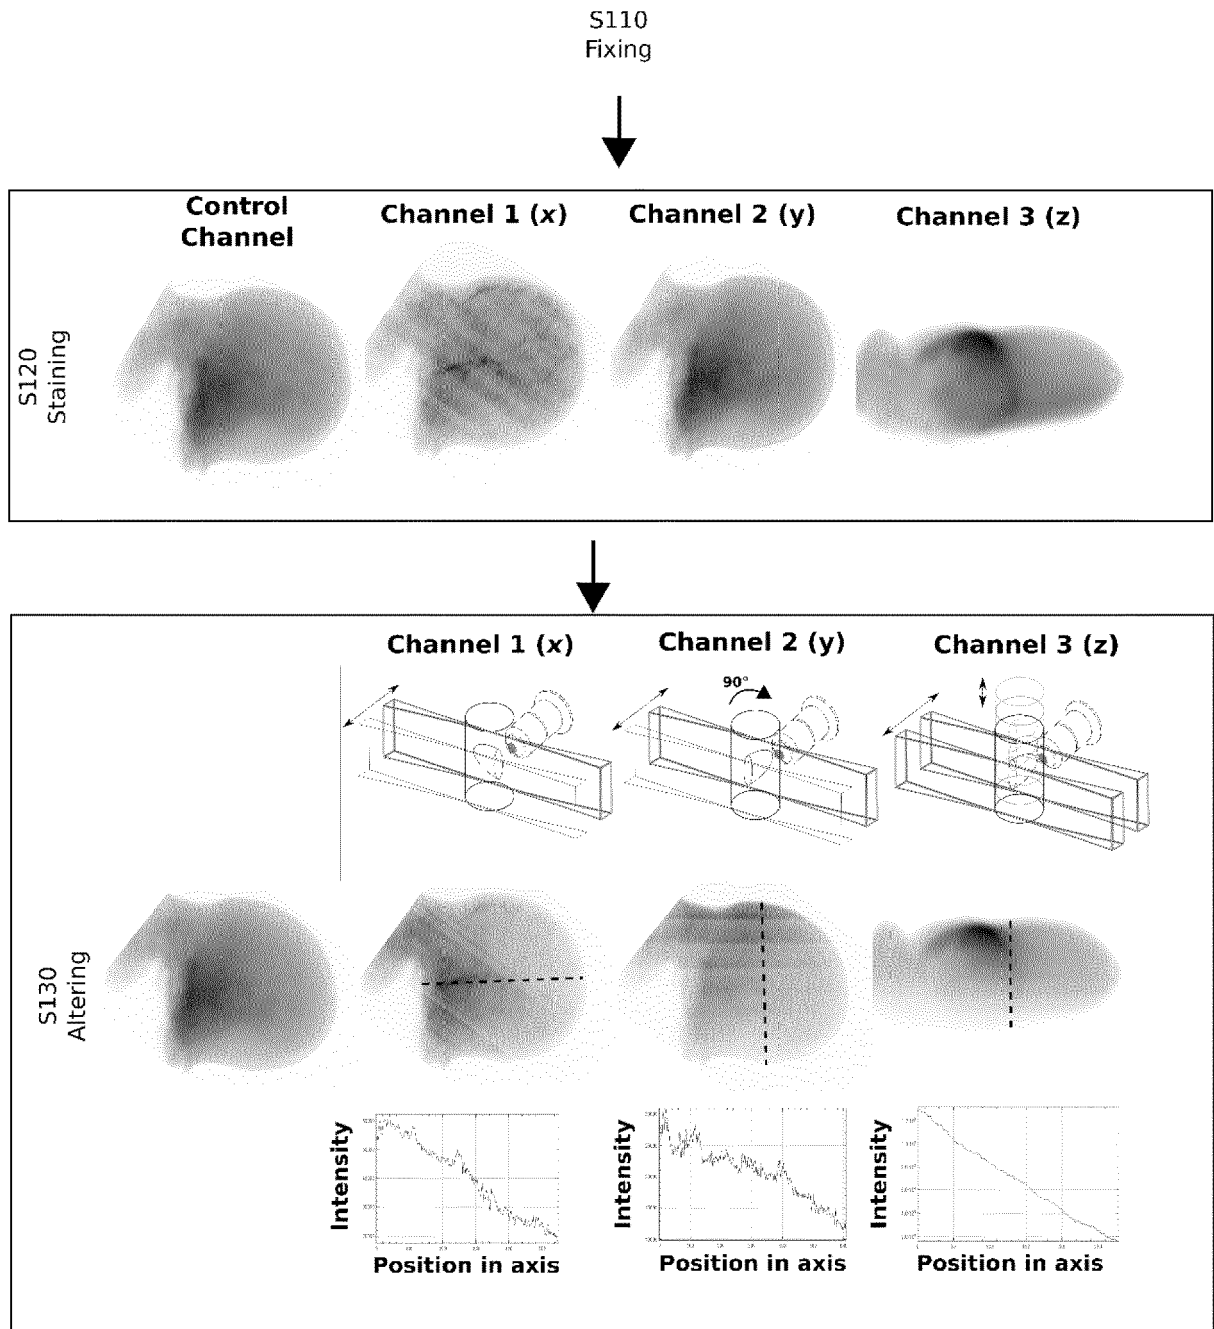 S110
Fixing
Control
Channel
Channel 1 (x)
Channel 2 (y)
Channel 3 (z)
S120
Staining
Channel 1 (x)
Channel 2 (y)
Channel 3 (z)
90°
S130
Altering
Intensity
Position in axis
Intensity
Position in axis
Intensity
Position in axis